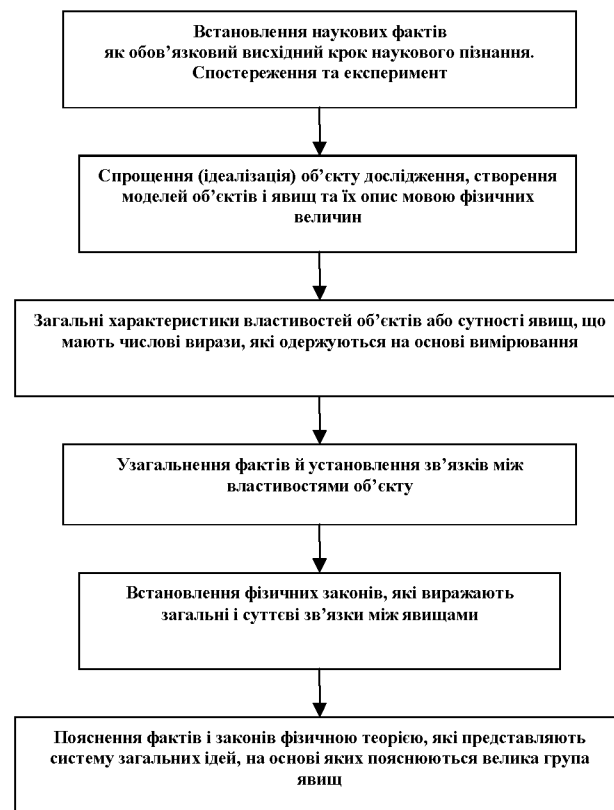 Встановлення наукових фактів
як обов’язковий висхідний крок наукового пізнання.
Спостереження та експеримент
Спрощення (ідеалізація) об’єкту дослідження, створення
моделей об’єктів і явищ та їх опис мовою фізичних
величин
Загальні характеристики властивостей об’єктів або сутності явищ, що
мають числові вирази, які одержуються на основі вимірювання
Узагальнення фактів й установлення зв’язків між
властивостями об’єкту
Встановлення фізичних законів, які виражають
загальні і суттєві зв’язки між явищами
Пояснення фактів і законів фізичною теорією, які представляють
систему загальних ідей, на основі яких пояснюються велика група
явищ